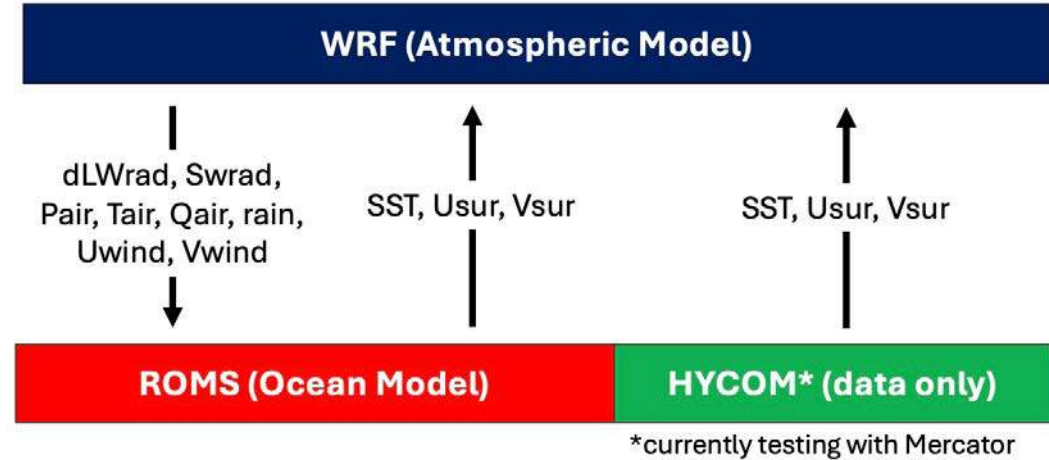 WRF (Atmospheric Model)
dLWrad, Swrad,
Pair, Tair, Qair, rain,
Uwind, Vwind
SST, Usur, Vsur
SST, Usur, Vsur
ROMS (Ocean Model)
HYCOM* (data only)
*currently testing with Mercator